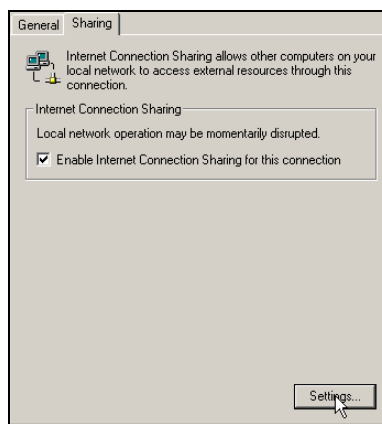 General Sharing
Internet Connection Sharing allows other computers on your
local network to access external resources through this
connection.
Internet Connection Sharing
Local network operation may be momentarily disrupted.
Enable Internet Connection Sharing for this connection
Settings...